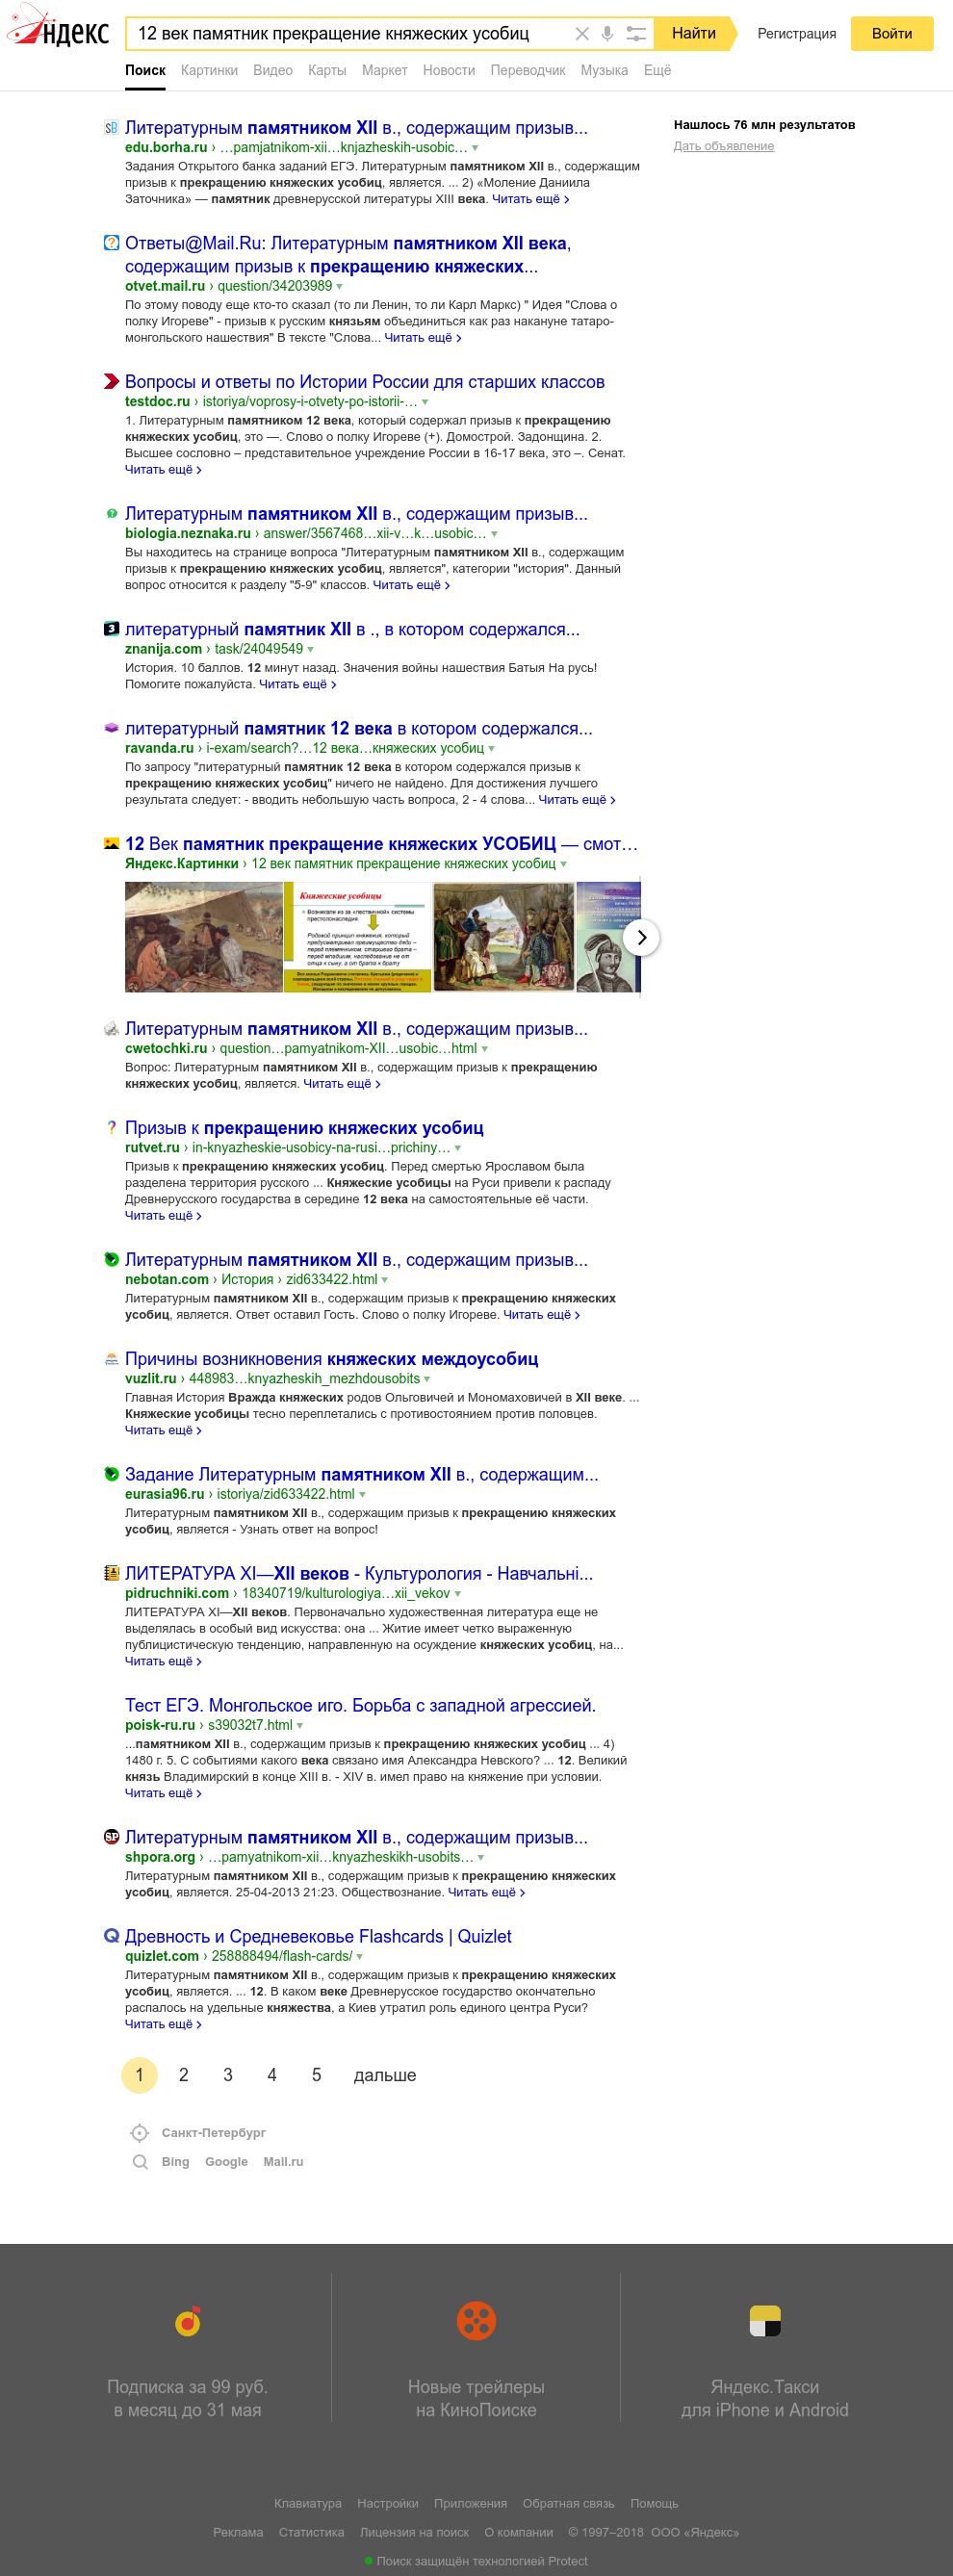 Яндекс
12 век памятник прекращение княжеских усобиц
Найти
Регистрация
Войти
Поиск Картинки Видео Карты Маркет Новости Переводчик Музыка Ещё
Нашлось 76 млн результатов
Дать объявление
Литературным памятником XII в., содержащим призыв...
edu.borha.ru › …pamjatnikom-xii…knjazheskih-usobic…
Задания Открытого банка заданий ЕГЭ. Литературным памятником XII в., содержащим
призыв к прекращению княжеских усобиц, является. ... 2) «Моление Даниила
Заточника» — памятник древнерусской литературы XIII века. Читать ещё
Ответы@Mail.Ru: Литературным памятником XII века,
содержащим призыв к прекращению княжеских...
otvet.mail.ru › question/34203989
По этому поводу еще кто-то сказал (то ли Ленин, то ли Карл Маркс) " Идея "Слова о
полку Игореве" - призыв к русским князьям объединиться как раз накануне татаро-
монгольского нашествия" В тексте "Слова... Читать ещё
Вопросы и ответы по Истории России для старших классов
testdoc.ru › istoriya/voprosy-i-otvety-po-istorii-…
1. Литературным памятником 12 века, который содержал призыв к прекращению
княжеских усобиц, это —. Слово о полку Игореве (+). Домострой. Задонщина. 2.
Высшее сословно – представительное учреждение России в 16-17 века, это –. Сенат.
Читать ещё
Литературным памятником XII в., содержащим призыв...
biologia.neznaka.ru › answer/3567468…xii-v…k…usobic…
Вы находитесь на странице вопроса "Литературным памятником XII в., содержащим
призыв к прекращению княжеских усобиц, является", категории "история". Данный
вопрос относится к разделу "5-9" классов. Читать ещё
литературный памятник XII в ., в котором содержался...
znanija.com › task/24049549
История. 10 баллов. 12 минут назад. Значения войны нашествия Батыя На русь!
Помогите пожалуйста. Читать ещё
литературный памятник 12 века в котором содержался...
ravanda.ru › i-exam/search?…12 века…княжеских усобиц
По запросу "литературный памятник 12 века в котором содержался призыв к
прекращению княжеских усобиц" ничего не найдено. Для достижения лучшего
результата следует: - вводить небольшую часть вопроса, 2 - 4 слова... Читать ещё
12 Век памятник прекращение княжеских УСОБИЦ — смот…
Яндекс.Картинки › 12 век памятник прекращение княжеских усобиц
Княжеские усобицы
Возникали из-за «лествичной» системы
престолонаследия.
Родовой принцип княжения, который
предусматривал преимущество дяди –
перед племянником, старшего брата –
перед младшим, наследование не от
отца к сыну, а от брата к брату
Литературным памятником XII в., содержащим призыв...
cwetochki.ru › question…pamyatnikom-XII…usobic…html
Вопрос: Литературным памятником XII в., содержащим призыв к прекращению
княжеских усобиц, является. Читать ещё
Призыв к прекращению княжеских усобиц
rutvet.ru › in-knyazheskie-usobicy-na-rusi…prichiny…
Призыв к прекращению княжеских усобиц. Перед смертью Ярославом была
разделена территория русского ... Княжеские усобицы на Руси привели к распаду
Древнерусского государства в середине 12 века на самостоятельные её части.
Читать ещё
Литературным памятником XII в., содержащим призыв...
nebotan.com › История › zid633422.html
Литературным памятником XII в., содержащим призыв к прекращению княжеских
усобиц, является. Ответ оставил Гость. Слово о полку Игореве. Читать ещё
Причины возникновения княжеских междоусобиц
vuzlit.ru › 448983…knyazheskih_mezhdousobits
Главная История Вражда княжеских родов Ольговичей и Мономаховичей в XII веке. ...
Княжеские усобицы тесно переплетались с противостоянием против половцев.
Читать ещё
Задание Литературным памятником XII в., содержащим...
eurasia96.ru › istoriya/zid633422.html
Литературным памятником XII в., содержащим призыв к прекращению княжеских
усобиц, является - Узнать ответ на вопрос!
ЛИТЕРАТУРА XI—XII веков - Культурология - Навчальні...
pidruchniki.com › 18340719/kulturologiya…xii_vekov
ЛИТЕРАТУРА XI—XII веков. Первоначально художественная литература еще не
выделялась в особый вид искусства: она ... Житие имеет четко выраженную
публицистическую тенденцию, направленную на осуждение княжеских усобиц, на...
Читать ещё
Тест ЕГЭ. Монгольское иго. Борьба с западной агрессией.
poisk-ru.ru › s39032t7.html
...памятником XII в., содержащим призыв к прекращению княжеских усобиц ... 4)
1480 г. 5. С событиями какого века связано имя Александра Невского? ... 12. Великий
князь Владимирский в конце XIII в. - XIV в. имел право на княжение при условии.
Читать ещё
Литературным памятником XII в., содержащим призыв...
shpora.org › …pamyatnikom-xii…knyazheskikh-usobits…
Литературным памятником XII в., содержащим призыв к прекращению княжеских
усобиц, является. 25-04-2013 21:23. Обществознание. Читать ещё
Древность и Средневековье Flashcards | Quizlet
quizlet.com › 258888494/flash-cards/
Литературным памятником XII в., содержащим призыв к прекращению княжеских
усобиц, является. ... 12. В каком веке Древнерусское государство окончательно
распалось на удельные княжества, а Киев утратил роль единого центра Руси?
Читать ещё
1 2 3 4 5 дальше
Санкт-Петербург
Bing Google Mail.ru
Подписка за 99 руб.
в месяц до 31 мая
Новые трейлеры
на КиноПоиске
Яндекс.Такси
для iPhone и Android
Клавиатура Настройки Приложения Обратная связь Помощь
Реклама Статистика Лицензия на поиск О компании © 1997–2018 ООО «Яндекс»
Поиск защищён технологией Protect